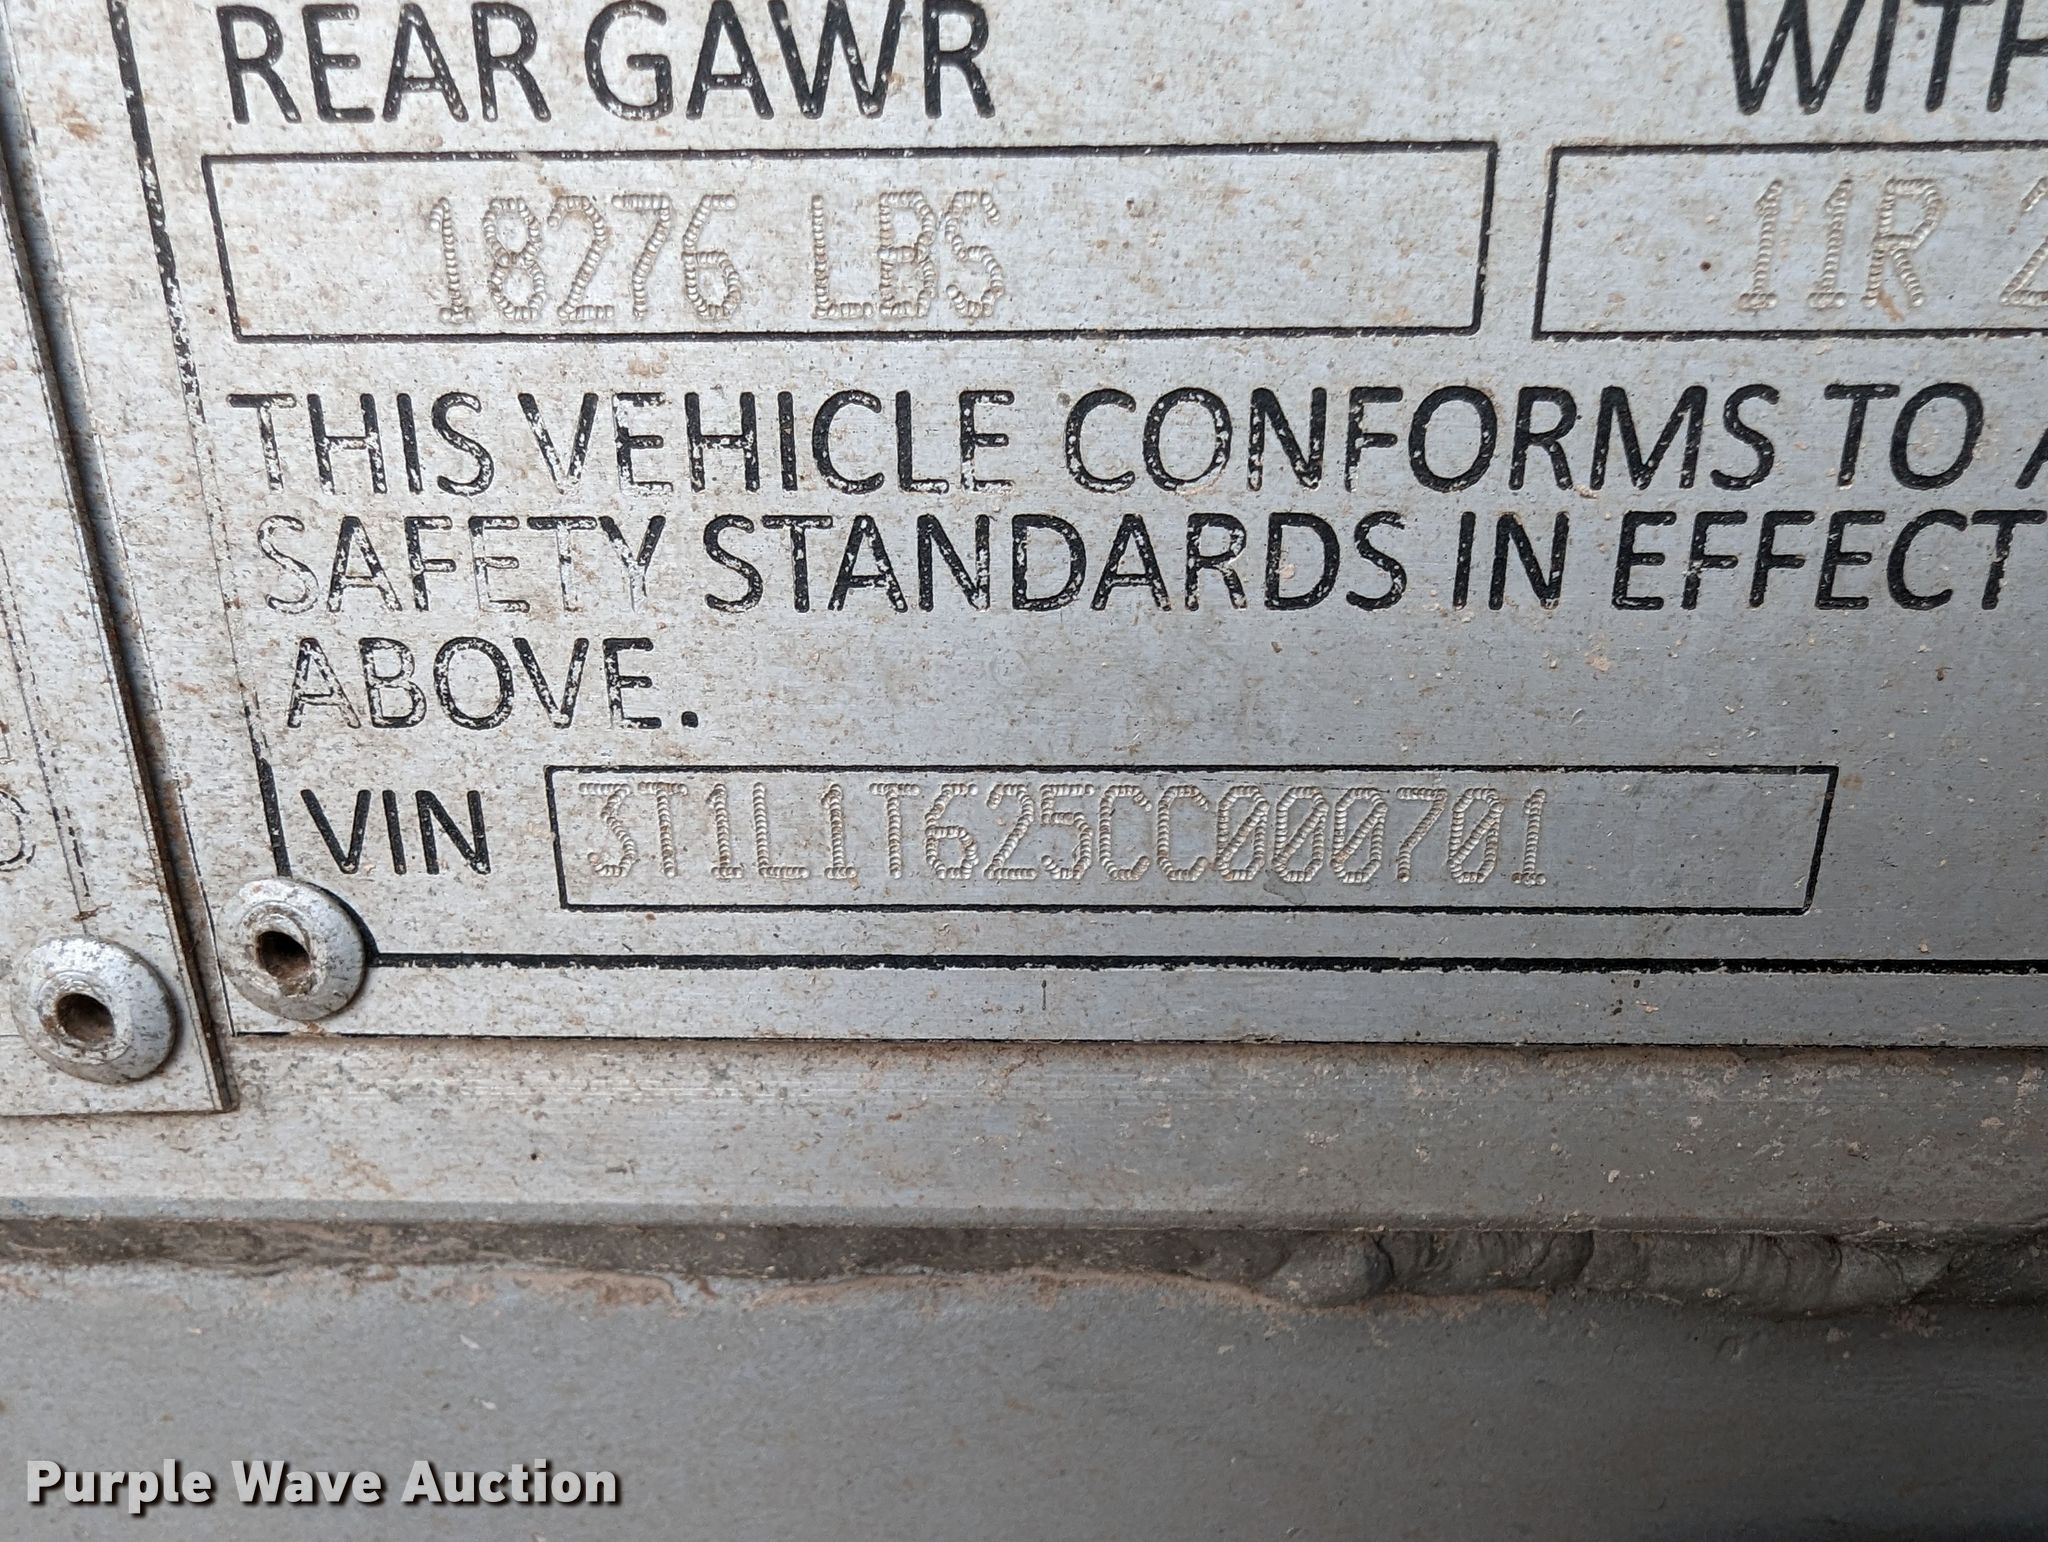 REAR GAWR
WITH
18276 LBS
11R 2
THIS VEHICLE CONFORMS TO A
SAFETY STANDARDS IN EFFECT
ABOVE.
VIN 3T1L1T625CC000701
Purple Wave Auction